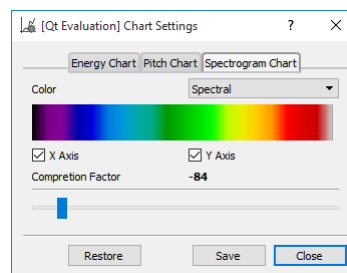 [Qt Evaluation] Chart Settings ? X
Energy Chart Pitch Chart Spectrogram Chart
Color Spectral
X Axis Y Axis
Compretion Factor -84
Restore Save Close